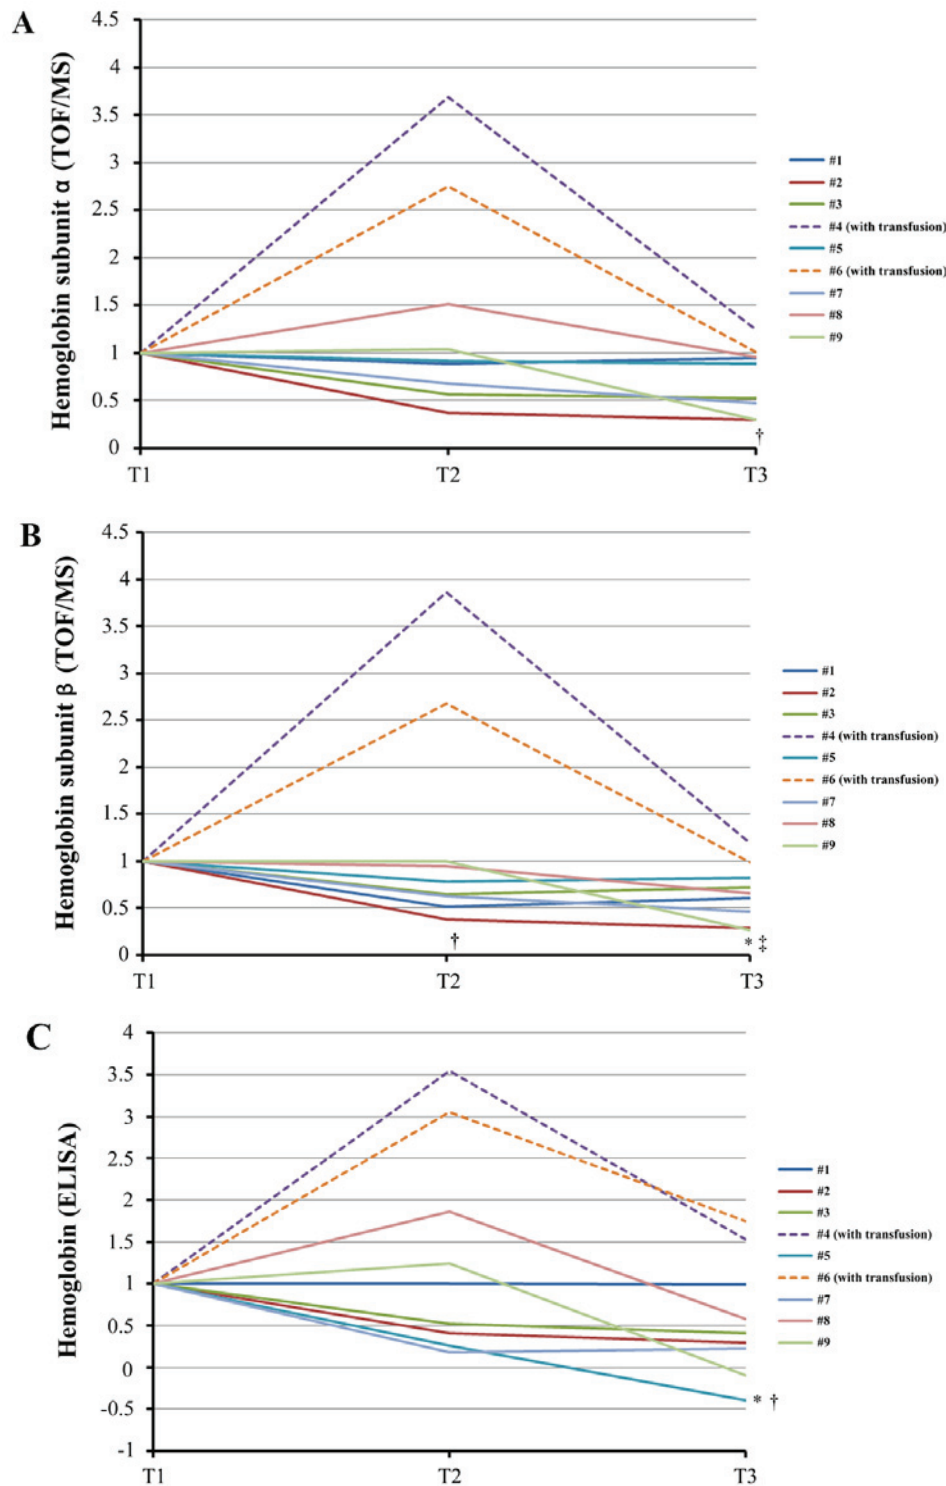 A
Hemoglobin subunit α (TOF/MS)
4.5
4
3.5
3
2.5
2
1.5
1
0.5
0
T1
T2
T3
†
#1
#2
#3
#4 (with transfusion)
#5
#6 (with transfusion)
#7
#8
#9
B
Hemoglobin subunit β (TOF/MS)
4.5
4
3.5
3
2.5
2
1.5
1
0.5
0
T1
T2
T3
†
* ‡
#1
#2
#3
#4 (with transfusion)
#5
#6 (with transfusion)
#7
#8
#9
C
Hemoglobin (ELISA)
4
3.5
3
2.5
2
1.5
1
0.5
0
-0.5
-1
T1
T2
T3
* †
#1
#2
#3
#4 (with transfusion)
#5
#6 (with transfusion)
#7
#8
#9